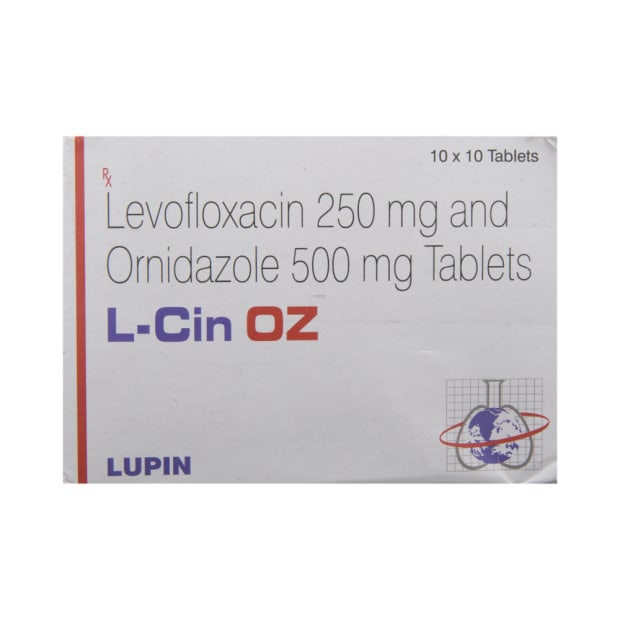 10 x 10 Tablets
Rx
Levofloxacin 250 mg and
Ornidazole 500 mg Tablets
L-Cin OZ
LUPIN